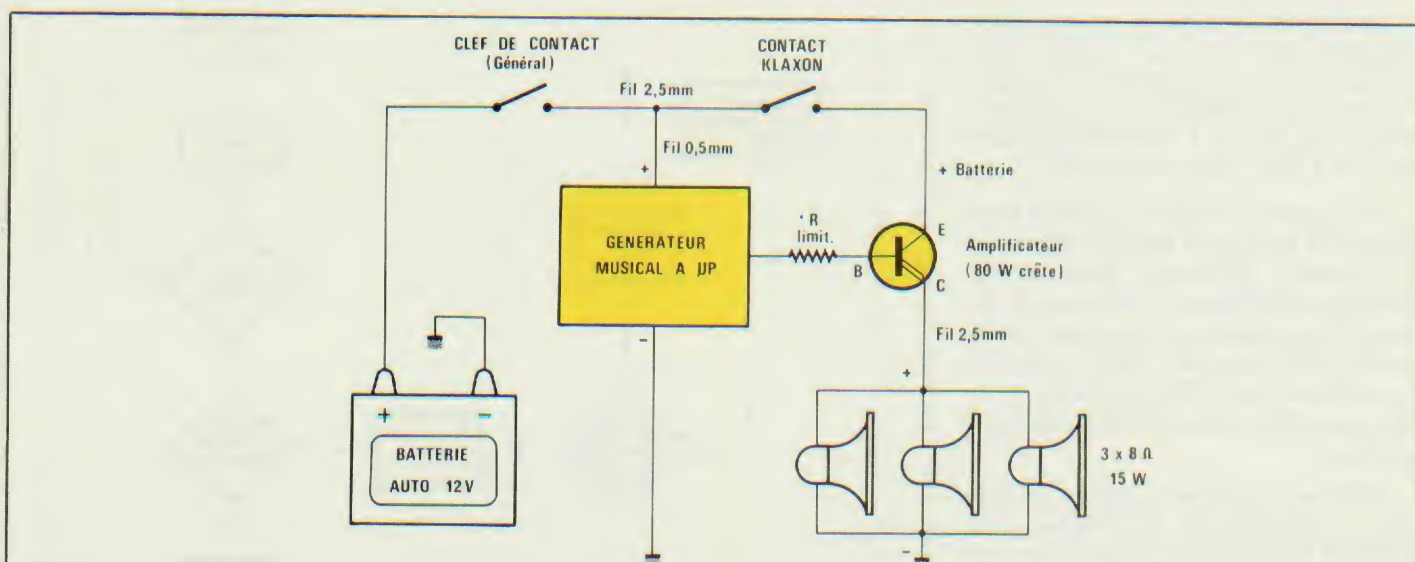 CLEF DE CONTACT
(Général)
CONTACT
KLAXON
Fil 2,5mm
Fil 0,5mm
+
+ Batterie
GENERATEUR
MUSICAL A µP
R
limit.
B
E
C
Amplificateur
(80 W crête)
-
Fil 2,5mm
+
+ -
BATTERIE
AUTO 12V
3 x 8 Ω
15 W
-